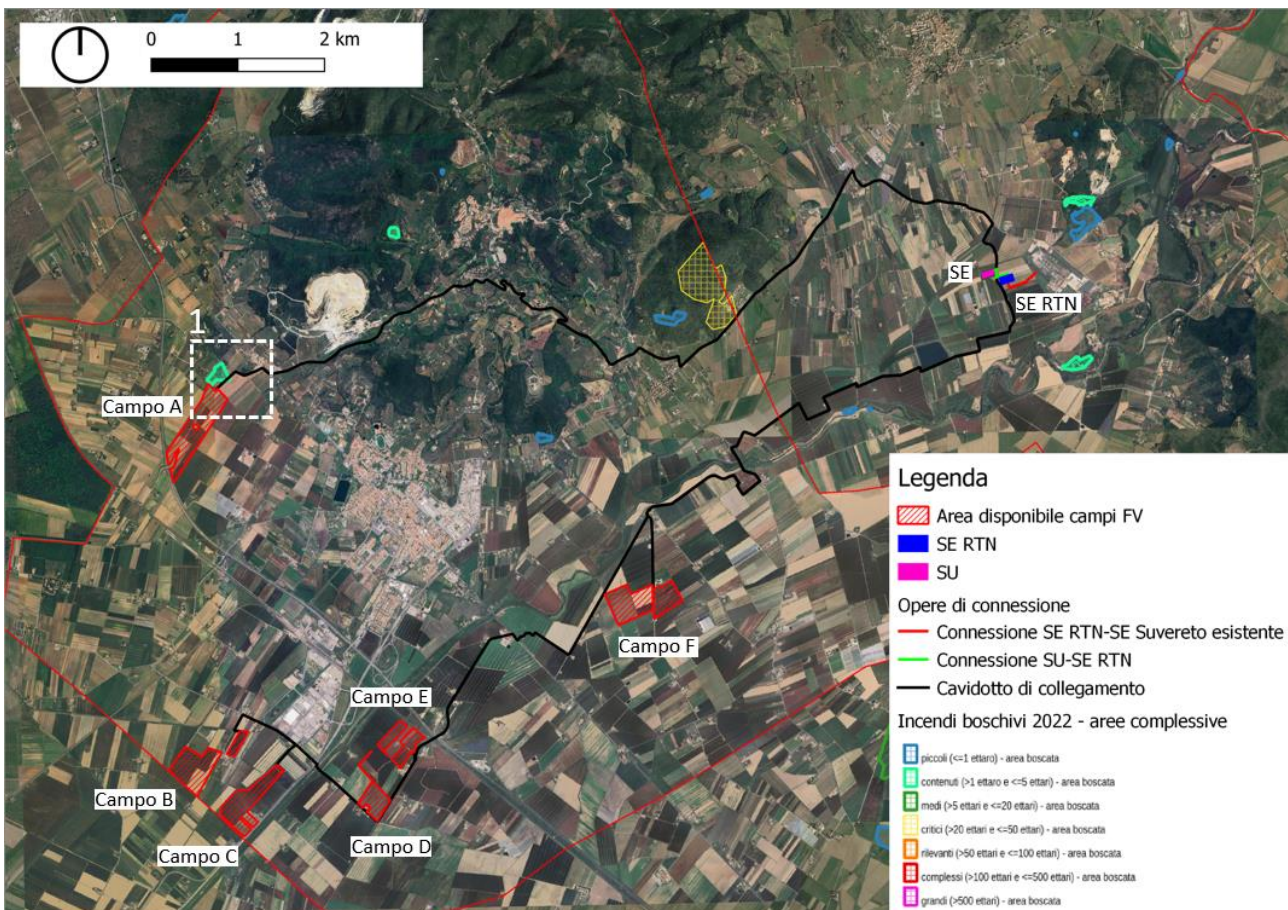 0 1 2 km
1
Campo A
SE
SE RTN
Campo F
Campo E
Campo B
Campo C
Campo D
Legenda
Area disponibile campi FV
SE RTN
SU
Opere di connessione
Connessione SE RTN-SE Suvereto esistente
Connessione SU-SE RTN
Cavidotto di collegamento
Incendi boschivi 2022 - aree complessive
piccoli (<=1 ettaro) - area boscata
contenuti (>1 ettaro e <=5 ettari) - area boscata
medi (>5 ettari e <=20 ettari) - area boscata
critici (>20 ettari e <=50 ettari) - area boscata
rilevanti (>50 ettari e <=100 ettari) - area boscata
complessi (>100 ettari e <=500 ettari) - area boscata
grandi (>500 ettari) - area boscata